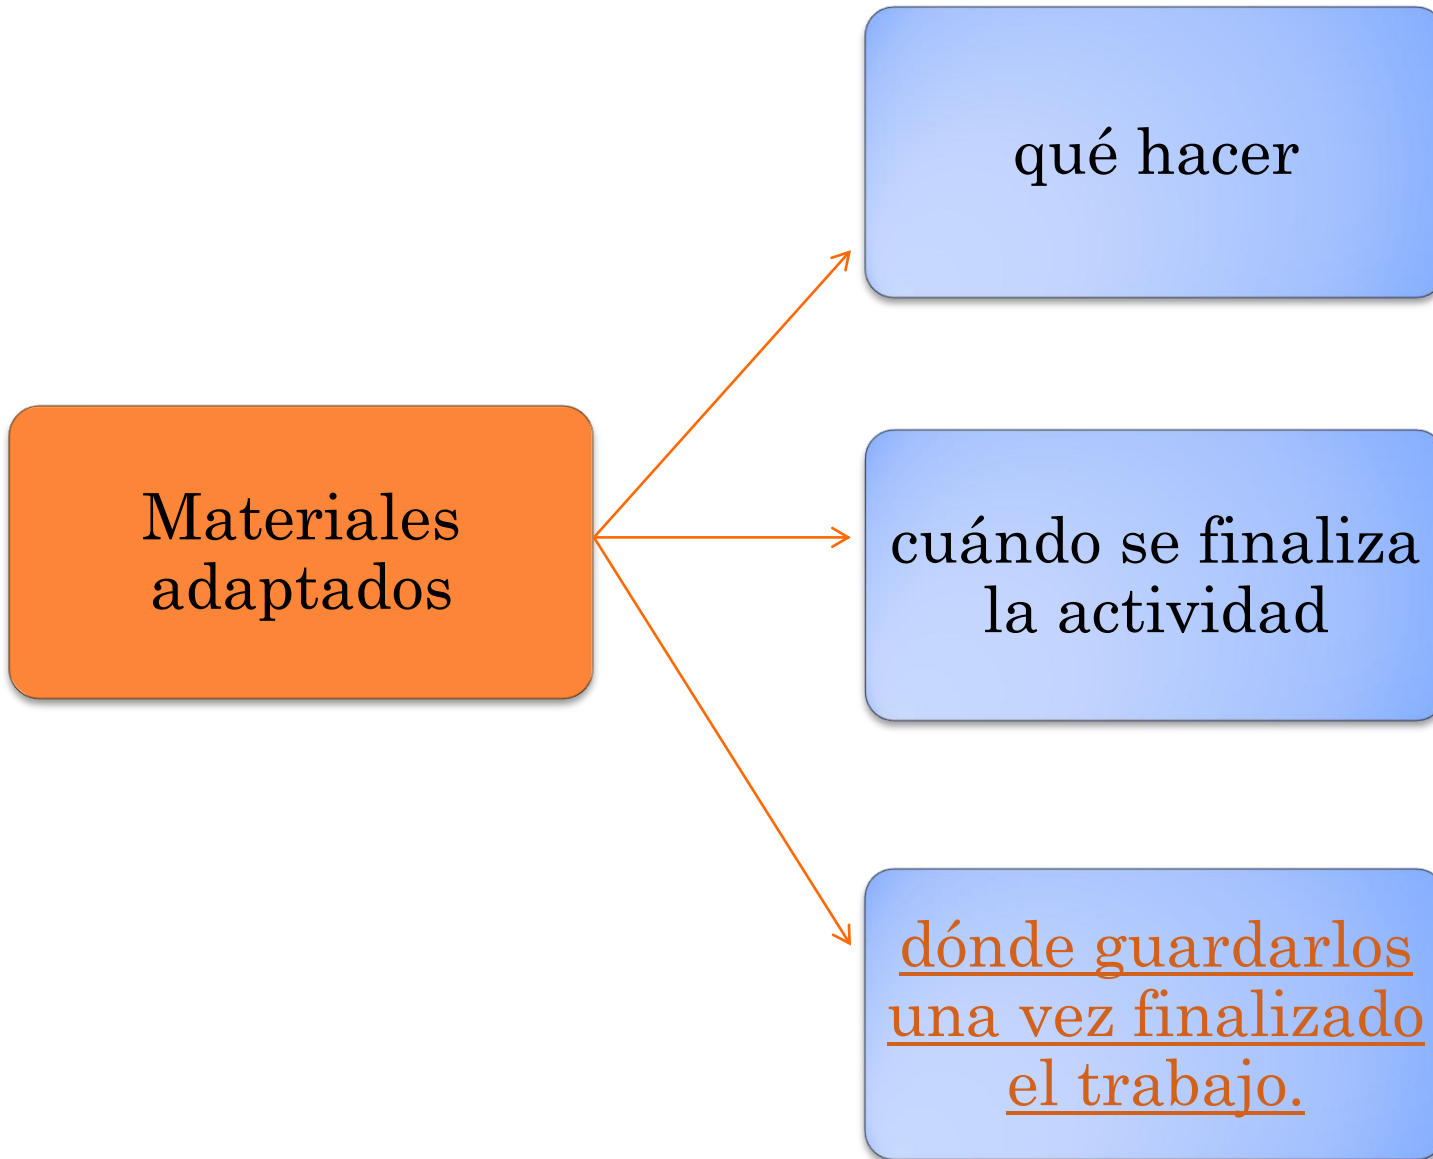 Materiales
adaptados
qué hacer
cuándo se finaliza
la actividad
dónde guardarlos
una vez finalizado
el trabajo.